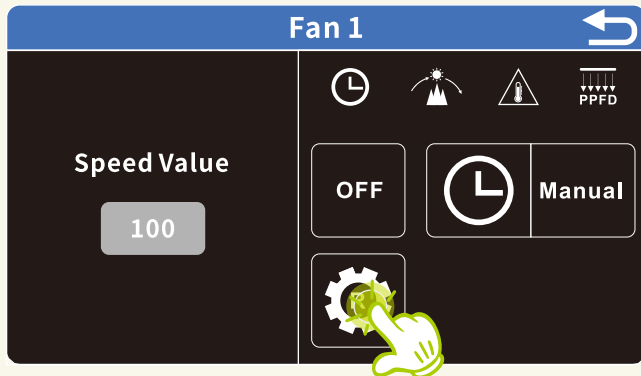 Fan 1
PPFD
Speed Value
100
OFF
Manual